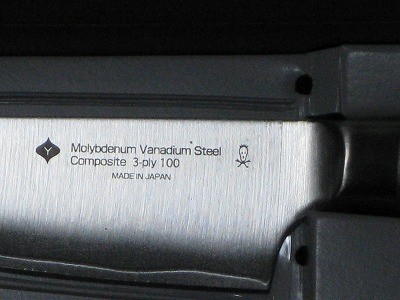 Y
Molybdenum Vanadium Steel
Composite 3-ply 100
MADE IN JAPAN